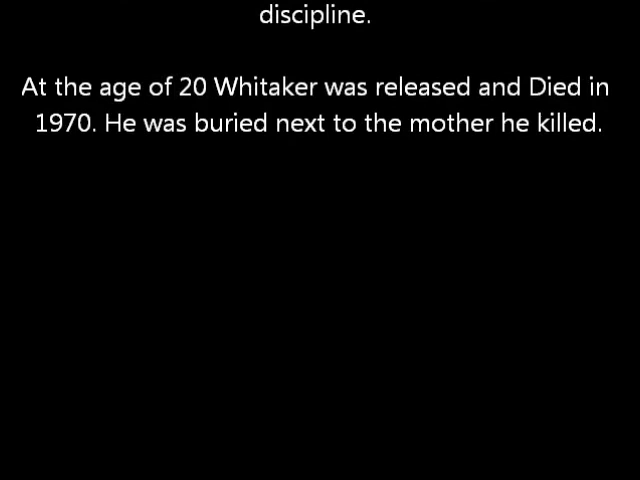 discipline.
At the age of 20 Whitaker was released and Died in
1970. He was buried next to the mother he killed.